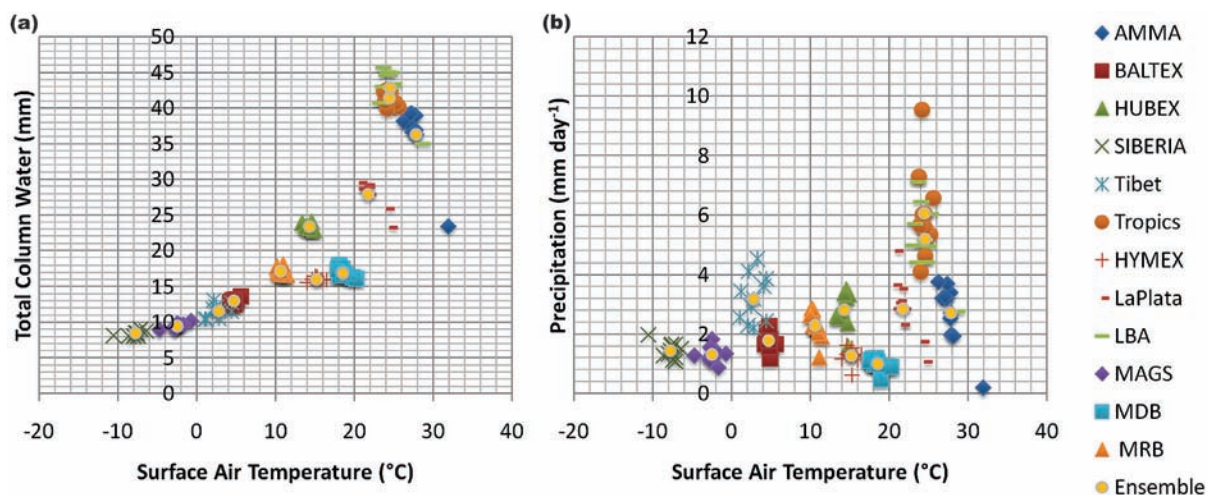 (a)
Total Column Water (mm)
50
45
40
35
30
25
20
15
10
5
0
-20 -10 0 10 20 30 40
Surface Air Temperature (°C)
(b)
Precipitation (mm day-1)
12
10
8
6
4
2
0
-20 -10 0 10 20 30 40
Surface Air Temperature (°C)
AMMA
BALTEX
HUBEX
SIBERIA
Tibet
Tropics
HYMEX
LaPlata
LBA
MAGS
MDB
MRB
Ensemble